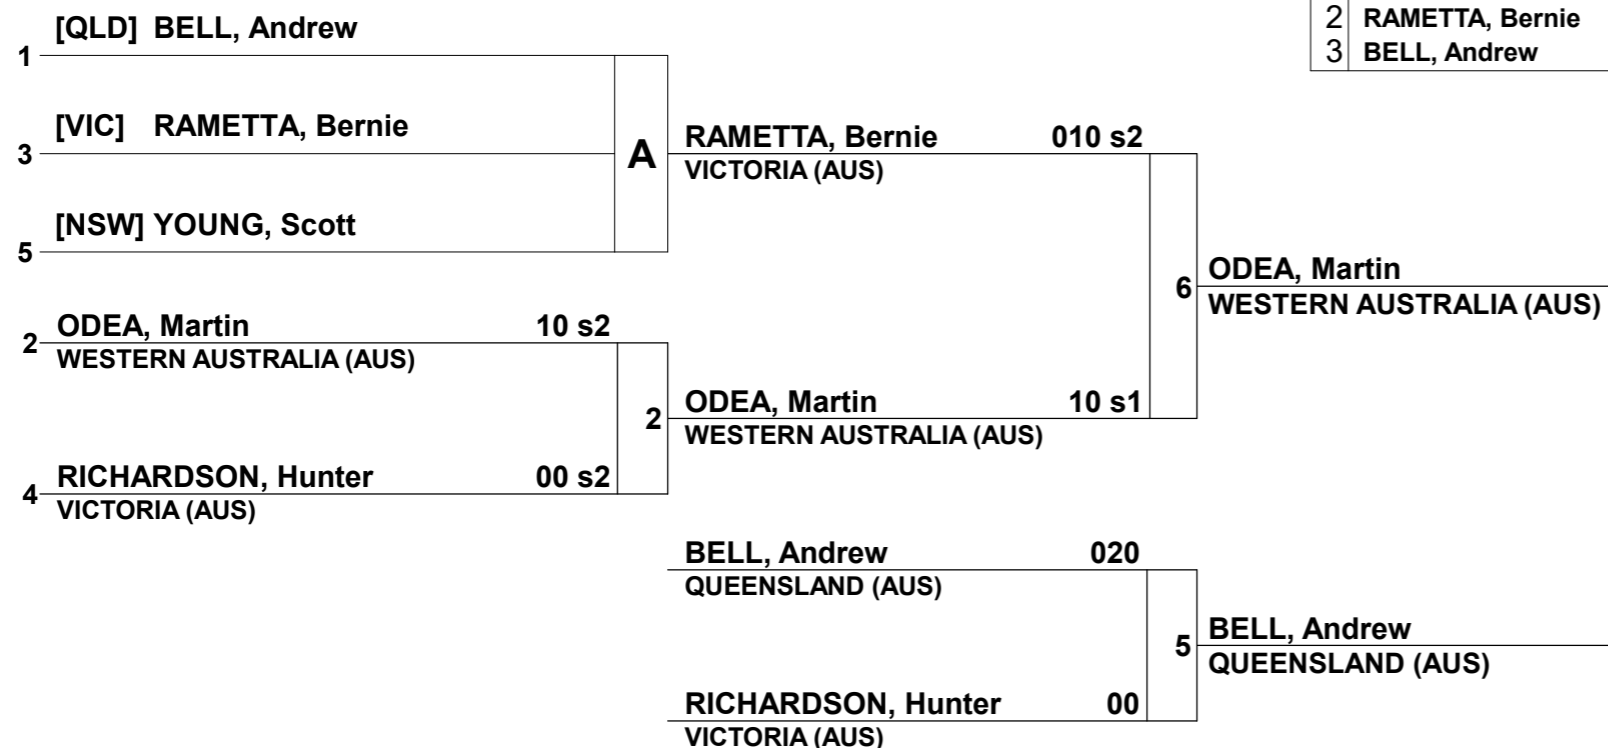 2 RAMETTA, Bernie
3 BELL, Andrew
[QLD] BELL, Andrew
1
[VIC] RAMETTA, Bernie
3
[NSW] YOUNG, Scott
5
A
RAMETTA, Bernie 010 s2
VICTORIA (AUS)
ODEA, Martin 10 s2
2
WESTERN AUSTRALIA (AUS)
RICHARDSON, Hunter 00 s2
4
VICTORIA (AUS)
2
ODEA, Martin 10 s1
WESTERN AUSTRALIA (AUS)
6
ODEA, Martin
WESTERN AUSTRALIA (AUS)
BELL, Andrew 020
QUEENSLAND (AUS)
RICHARDSON, Hunter 00
VICTORIA (AUS)
5
BELL, Andrew
QUEENSLAND (AUS)